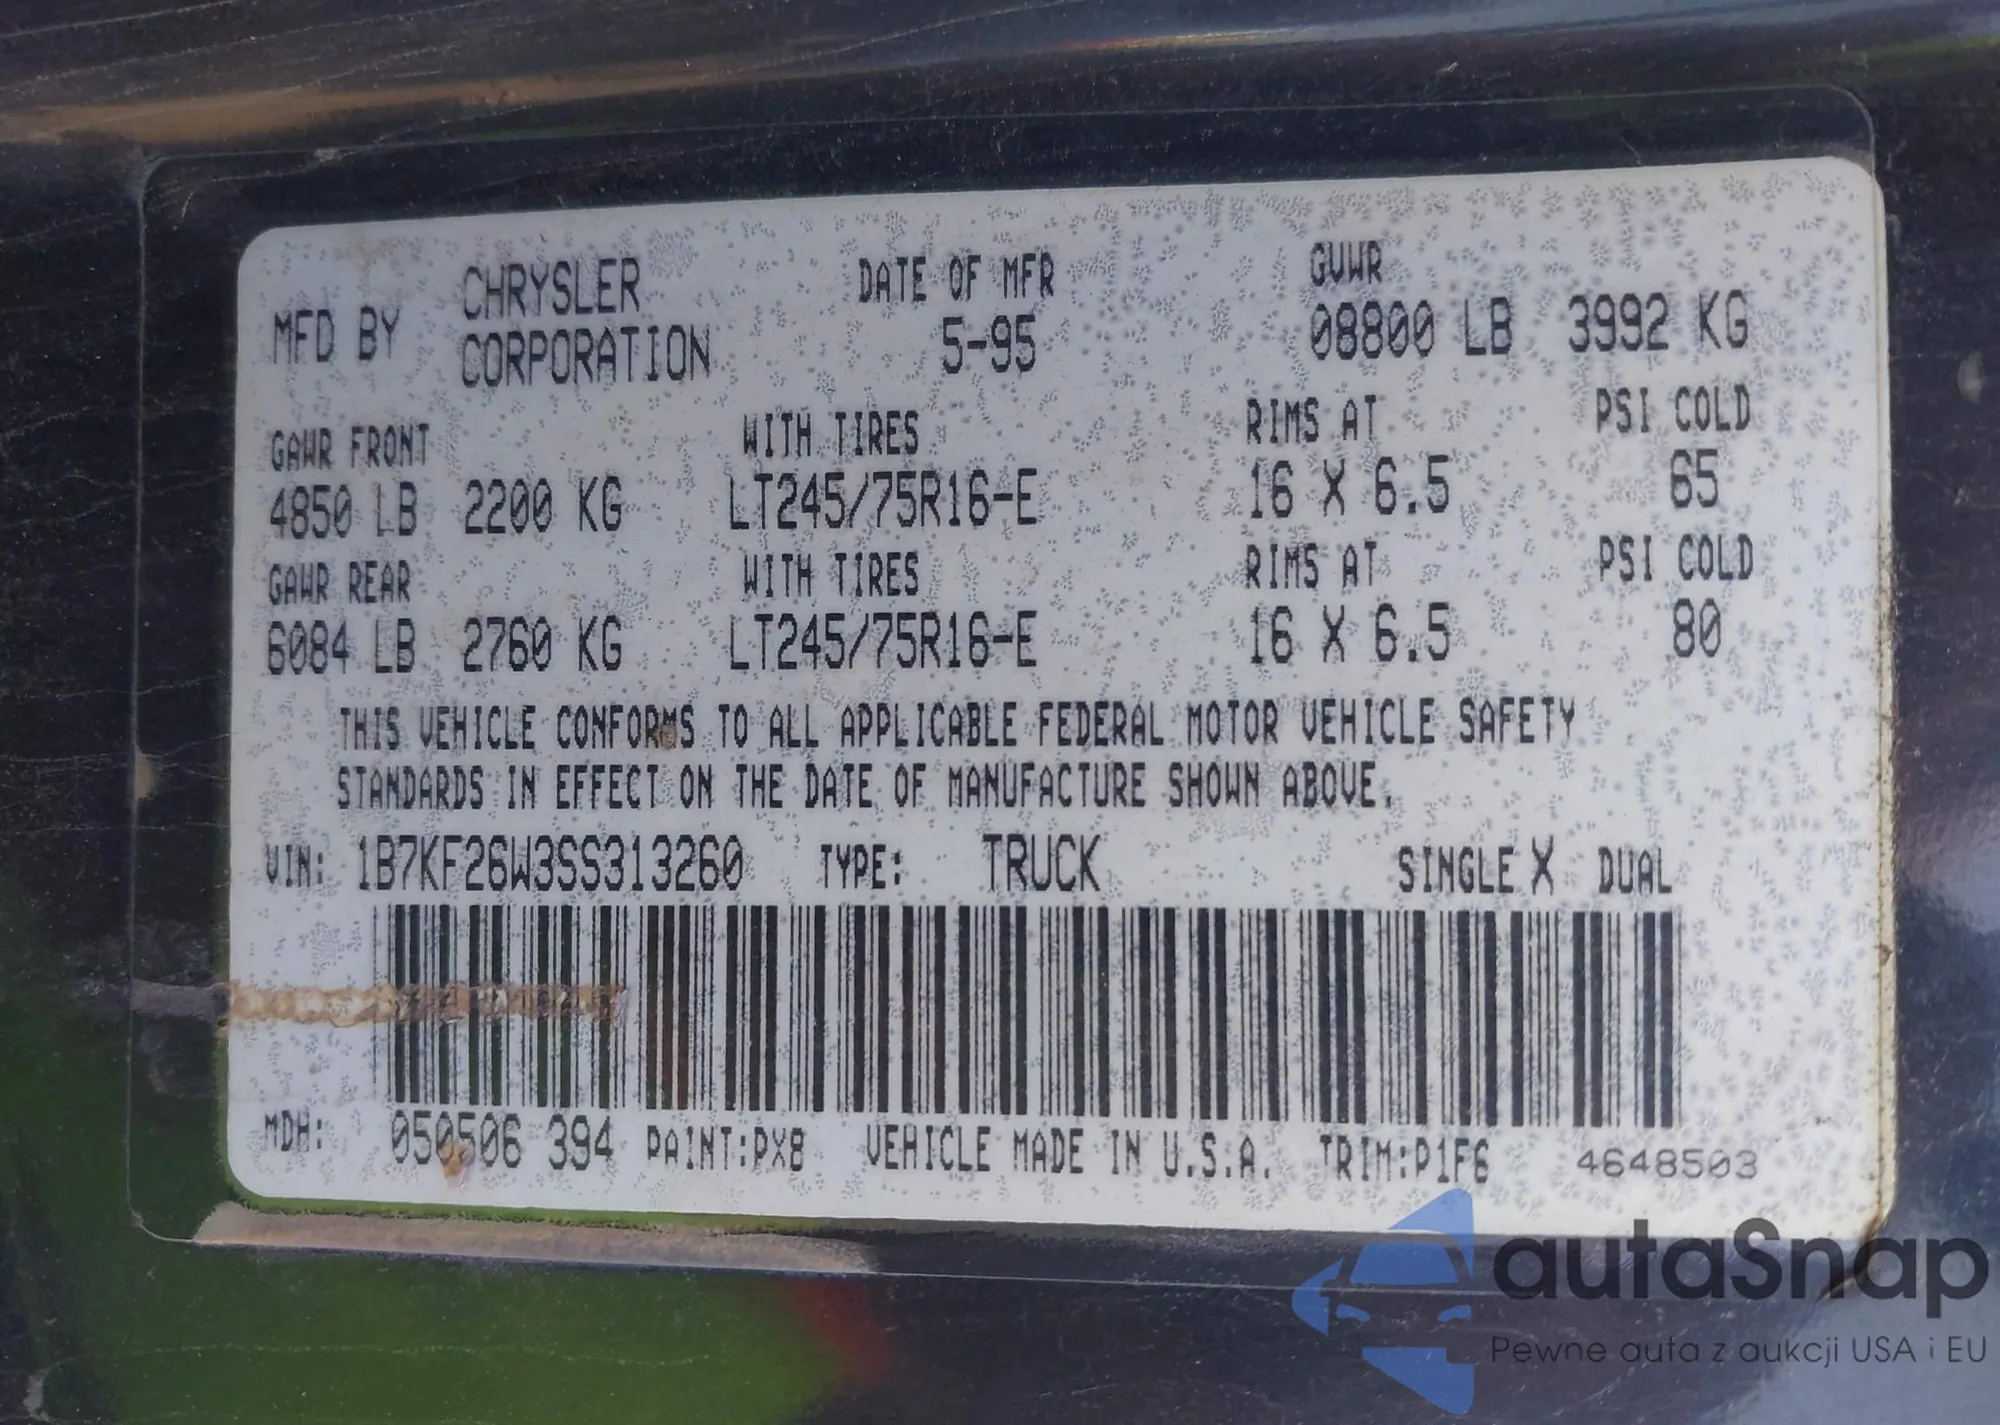 MFD BY CHRYSLER CORPORATION DATE OF MFR 5-95 GVWR 08800 LB 3992 KG
GAWR FRONT WITH TIRES RIMS AT PSI COLD
4850 LB 2200 KG LT245/75R16-E 16 X 6.5 65
GAWR REAR WITH TIRES RIMS AT PSI COLD
6084 LB 2760 KG LT245/75R16-E 16 X 6.5 80
THIS VEHICLE CONFORMS TO ALL APPLICABLE FEDERAL MOTOR VEHICLE SAFETY
STANDARDS IN EFFECT ON THE DATE OF MANUFACTURE SHOWN ABOVE.
VIN: 1B7KF26W3SS313260 TYPE: TRUCK SINGLE X DUAL
MDH: 050506 394 PAINT:PX8 VEHICLE MADE IN U.S.A. TRIM:P1F6 4648503
autaSnap
Pewne auta z aukcji USA i EU